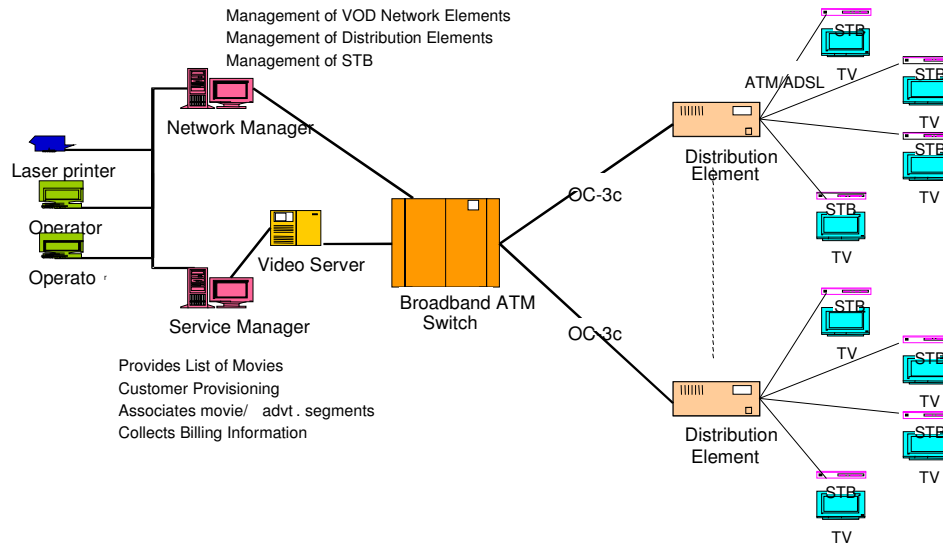 Management of VOD Network Elements
Management of Distribution Elements
Management of STB
Network Manager
Laser printer
Operator
Operato r
Video Server
Service Manager
Broadband ATM
Switch
Provides List of Movies
Customer Provisioning
Associates movie/ advt . segments
Collects Billing Information
OC-3c
OC-3c
ATM/ADSL
Distribution
Element
STB
TV
STB
TV
STB
TV
STB
TV
Distribution
Element
STB
TV
STB
TV
STB
TV
STB
TV